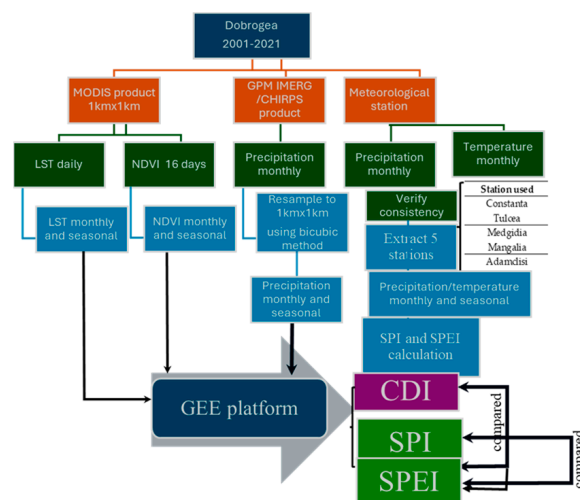 Dobrogea
2001-2021
MODIS product
1kmx1km
GPM IMERG
/CHIRPS
product
Meteorological
station
LST daily
NDVI 16 days
Precipitation
monthly
Precipitation
monthly
Temperature
monthly
LST monthly
and seasonal
NDVI monthly
and seasonal
Resample to
1kmx1km
using bicubic
method
Precipitation
monthly and
seasonal
Verify
consistency
Extract 5
stations
Station used
Constanta
Tulcea
Medgidia
Mangalia
Adamdisi
Precipitation/temperature
monthly and seasonal
SPI and SPEI
calculation
GEE platform
CDI
SPI
SPEI
compared
compared